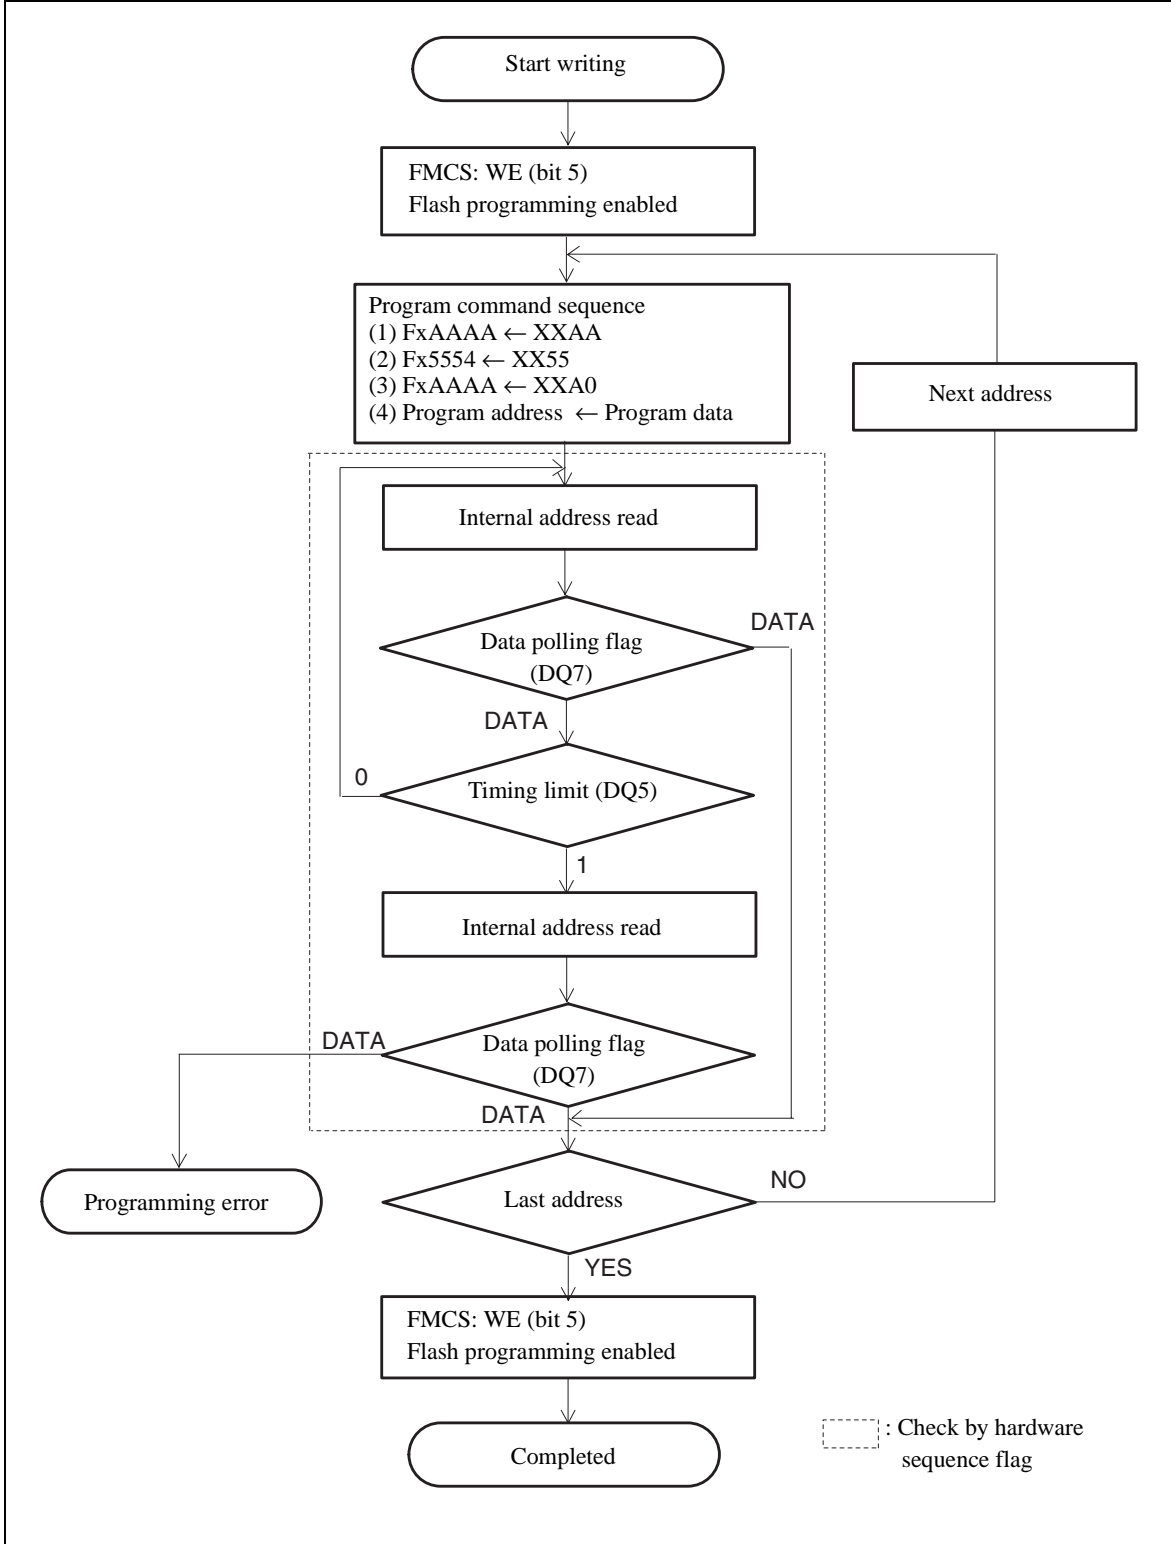 Start writing
FMCS: WE (bit 5)
Flash programming enabled
Program command sequence
(1) FxAAAA ← XXAA
(2) Fx5554 ← XX55
(3) FxAAAA ← XXA0
(4) Program address ← Program data
Next address
Internal address read
Data polling flag
(DQ7)
DATA
DATA
Timing limit (DQ5)
0
1
Internal address read
Data polling flag
(DQ7)
DATA
DATA
Programming error
Last address
NO
YES
FMCS: WE (bit 5)
Flash programming enabled
Completed
: Check by hardware
sequence flag